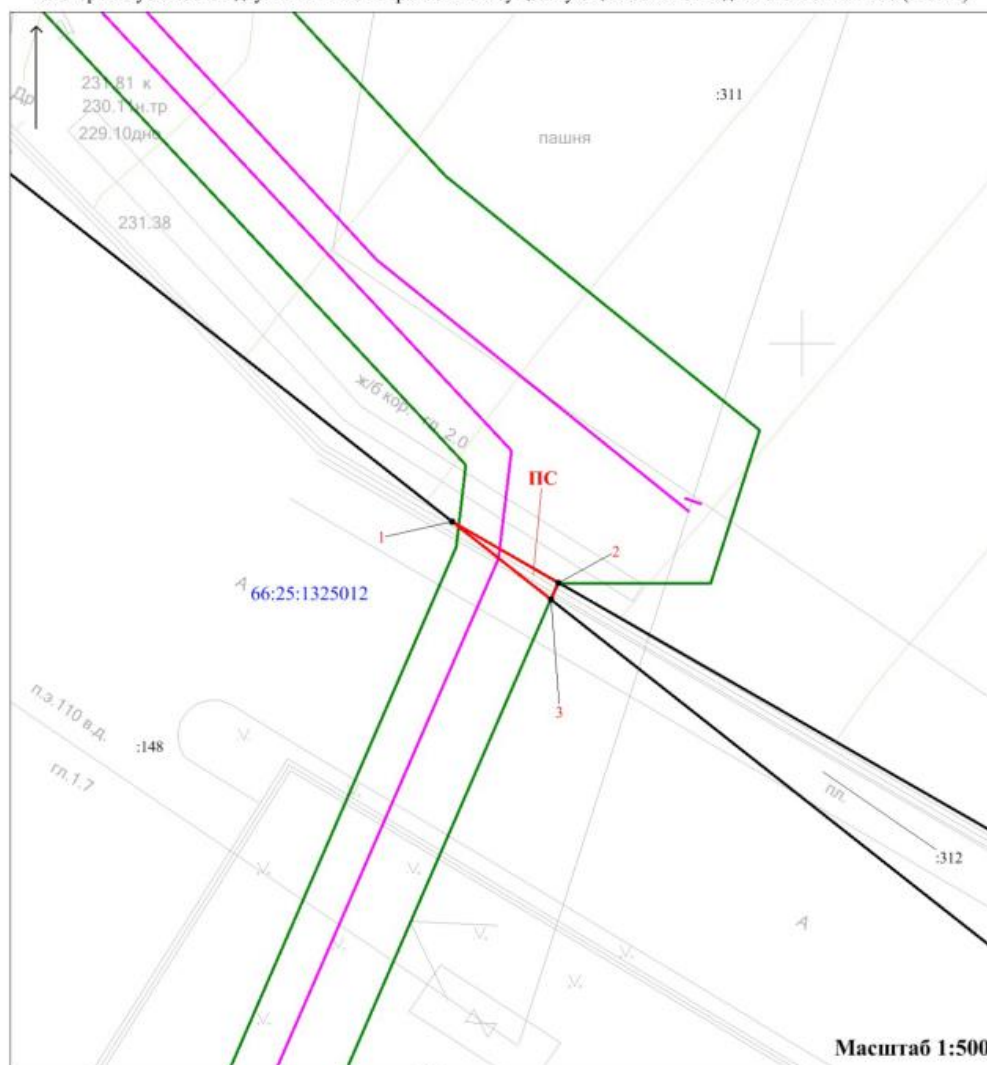 :311
231.81 к
Др
230.11н.тр
229.10дно
пашня
231.38
ж/б кор. гл. 2.0
ПС
1
2
А
66:25:1325012
3
п.э.110 в.д.
:148
гл.1.7
пл.
:312
А
Масштаб 1:500